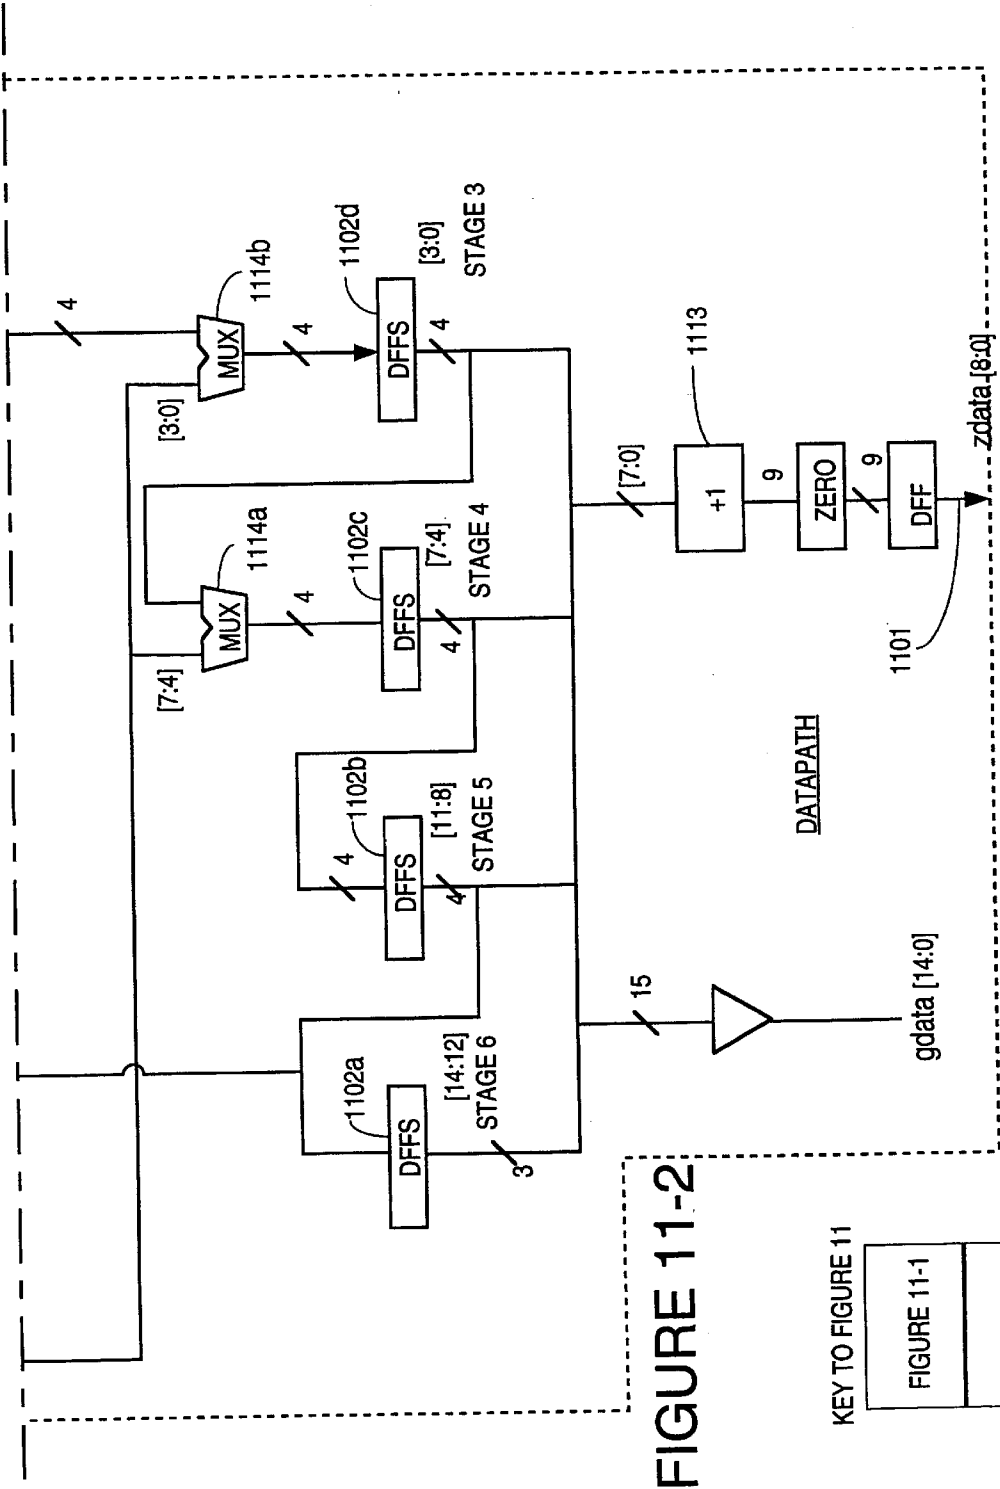 4
[3:0]
MUX
1114b
4
1102d
DFFS
[3:0]
4
STAGE 3
[7:4]
MUX
1114a
4
1102c
DFFS
[7:4]
4
STAGE 4
4
1102b
DFFS
[11:8]
4
STAGE 5
1102a
DFFS
[14:12]
STAGE 6
3
[7:0]
+1
1113
9
ZERO
9
DFF
1101
zdata [8:0]
15
gdata [14:0]
DATAPATH
FIGURE 11-2
KEY TO FIGURE 11
FIGURE 11-1